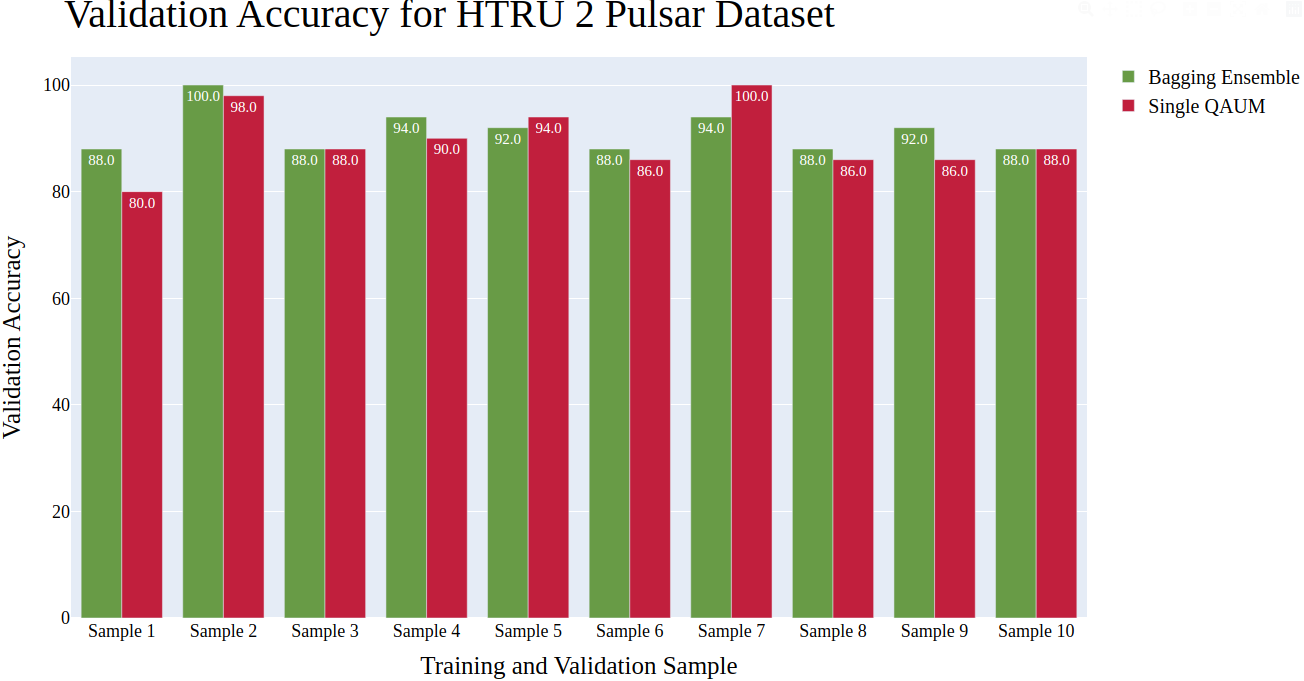 Validation Accuracy for HTRU 2 Pulsar Dataset
Bagging Ensemble
Single QAUM
Validation Accuracy
100
80
60
40
20
0
88.0 80.0 100.0 98.0 88.0 88.0 94.0 90.0 92.0 94.0 88.0 86.0 94.0 100.0 88.0 86.0 92.0 86.0 88.0 88.0
Sample 1 Sample 2 Sample 3 Sample 4 Sample 5 Sample 6 Sample 7 Sample 8 Sample 9 Sample 10
Training and Validation Sample